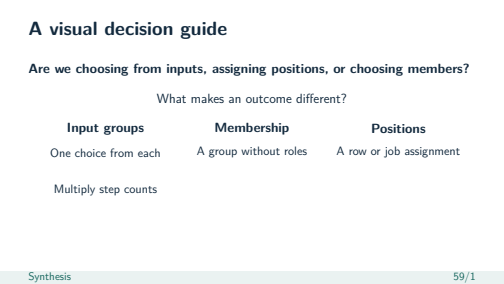 A visual decision guide
Are we choosing from inputs, assigning positions, or choosing members?
What makes an outcome different?
Input groups
One choice from each
Multiply step counts
Membership
A group without roles
Positions
A row or job assignment
Synthesis
59/1